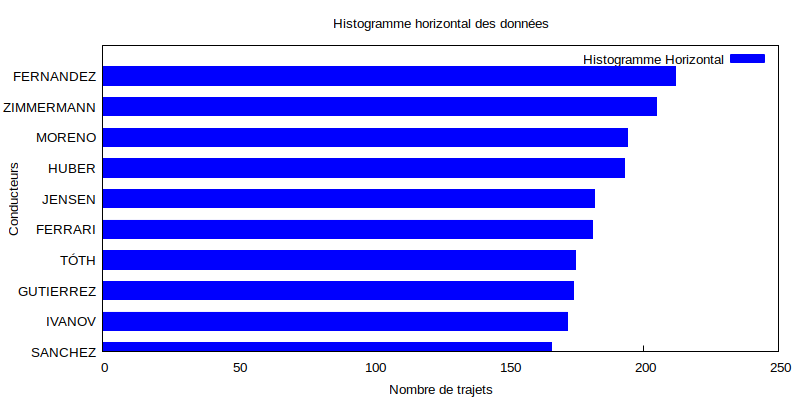 Histogramme horizontal des données
Histogramme Horizontal
FERNANDEZ
ZIMMERMANN
MORENO
HUBER
JENSEN
FERRARI
TÓTH
GUTIERREZ
IVANOV
SANCHEZ
Conducteurs
0 50 100 150 200 250
Nombre de trajets